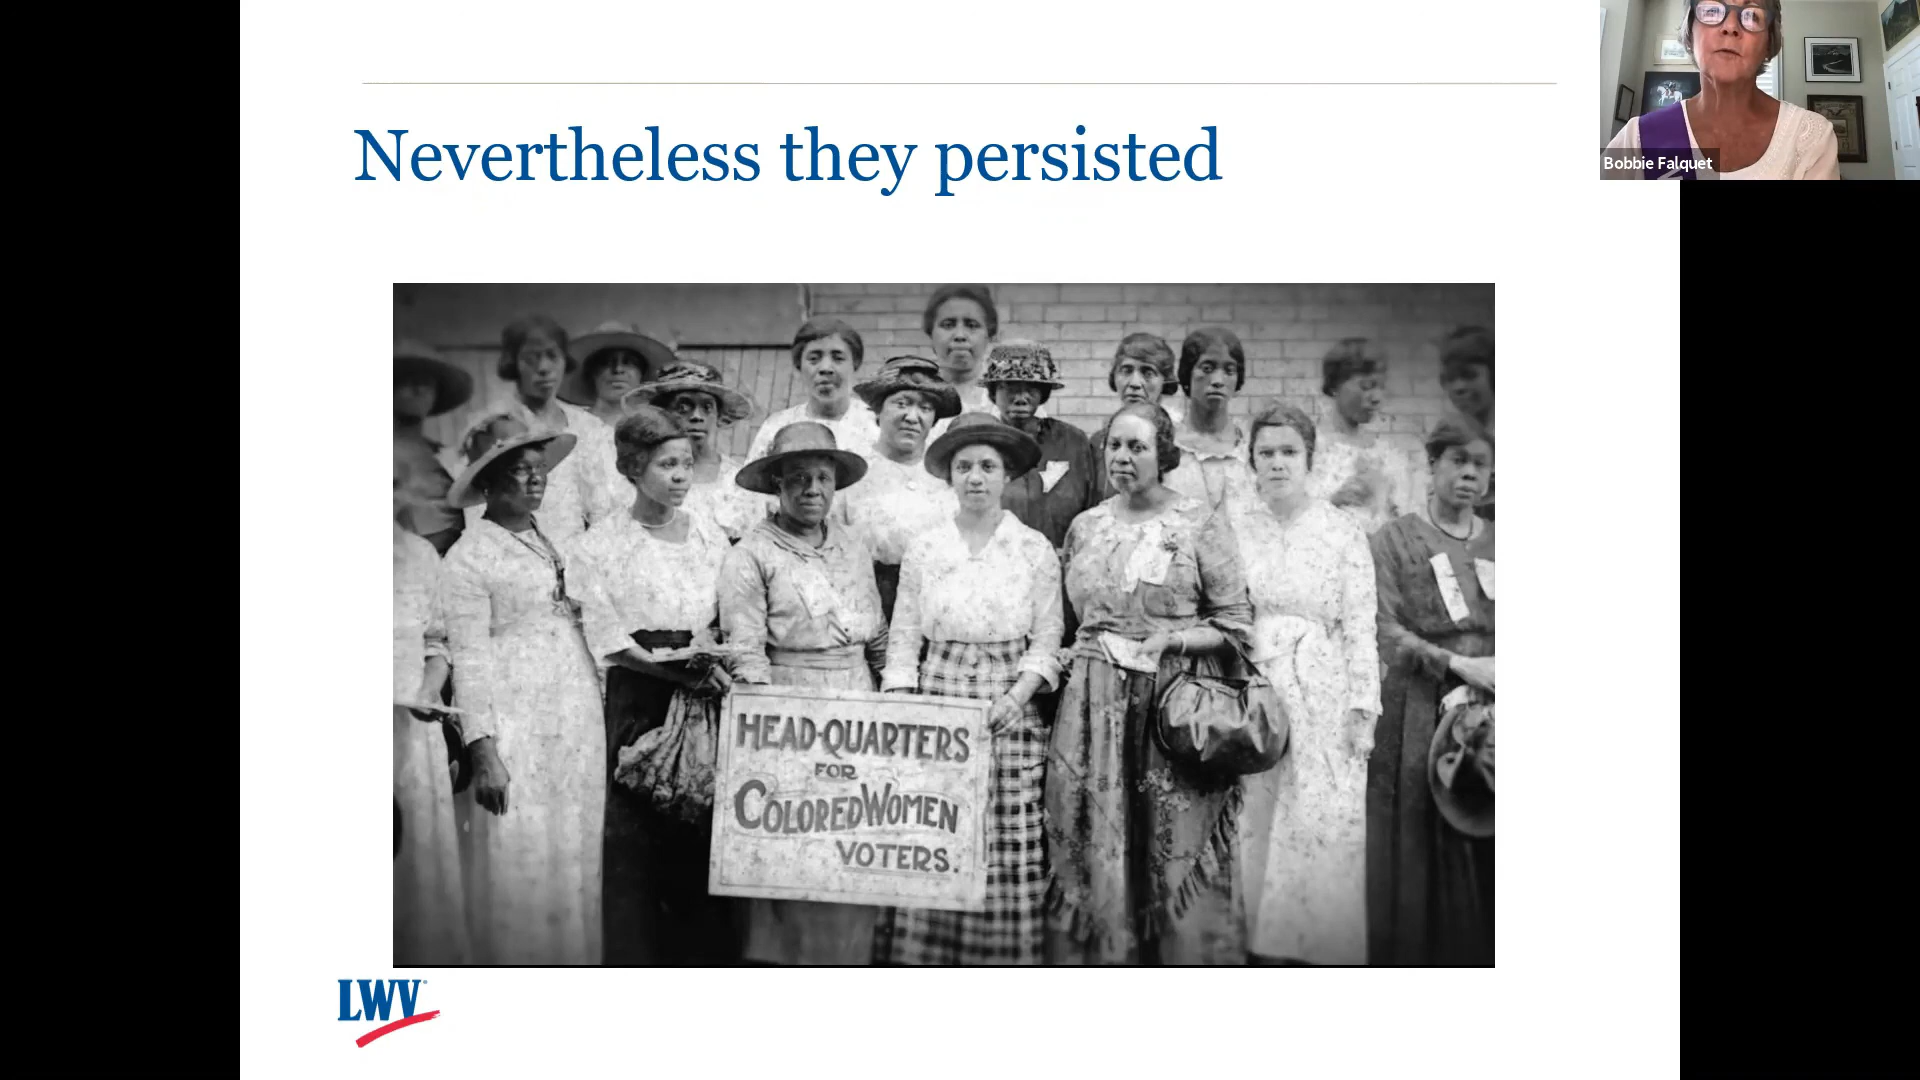 Nevertheless they persisted
Bobbie Falquet
HEAD-QUARTERS
FOR
COLORED WOMEN
VOTERS.
LWV